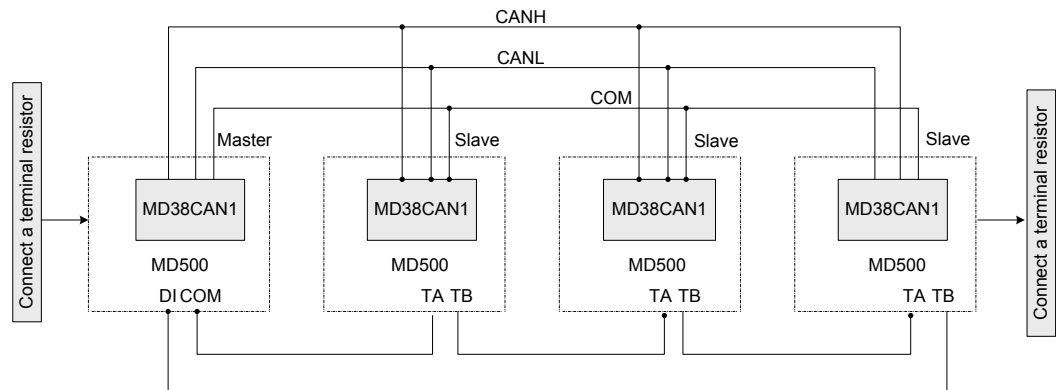 CANH
CANL
COM
Connect a terminal resistor
Master
Slave
Slave
Slave
Connect a terminal resistor
MD38CAN1
MD38CAN1
MD38CAN1
MD38CAN1
MD500
MD500
MD500
MD500
DI COM
TA TB
TA TB
TA TB